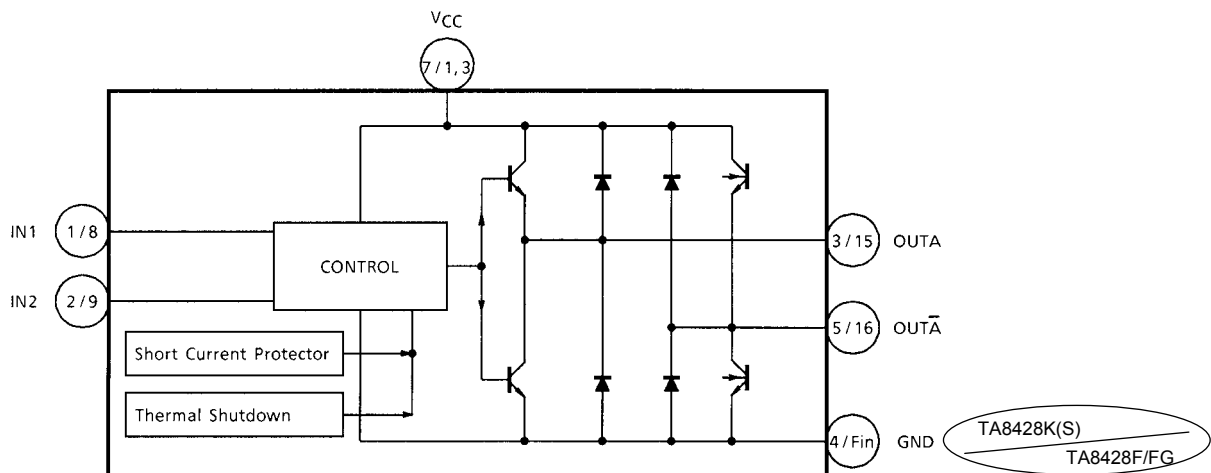 VCC
7/1, 3
IN1 1/8
3/15 OUTA
CONTROL
IN2 2/9
5/16 OUTA̅
Short Current Protector
Thermal Shutdown
4/Fin GND
TA8428K(S)
TA8428F/FG